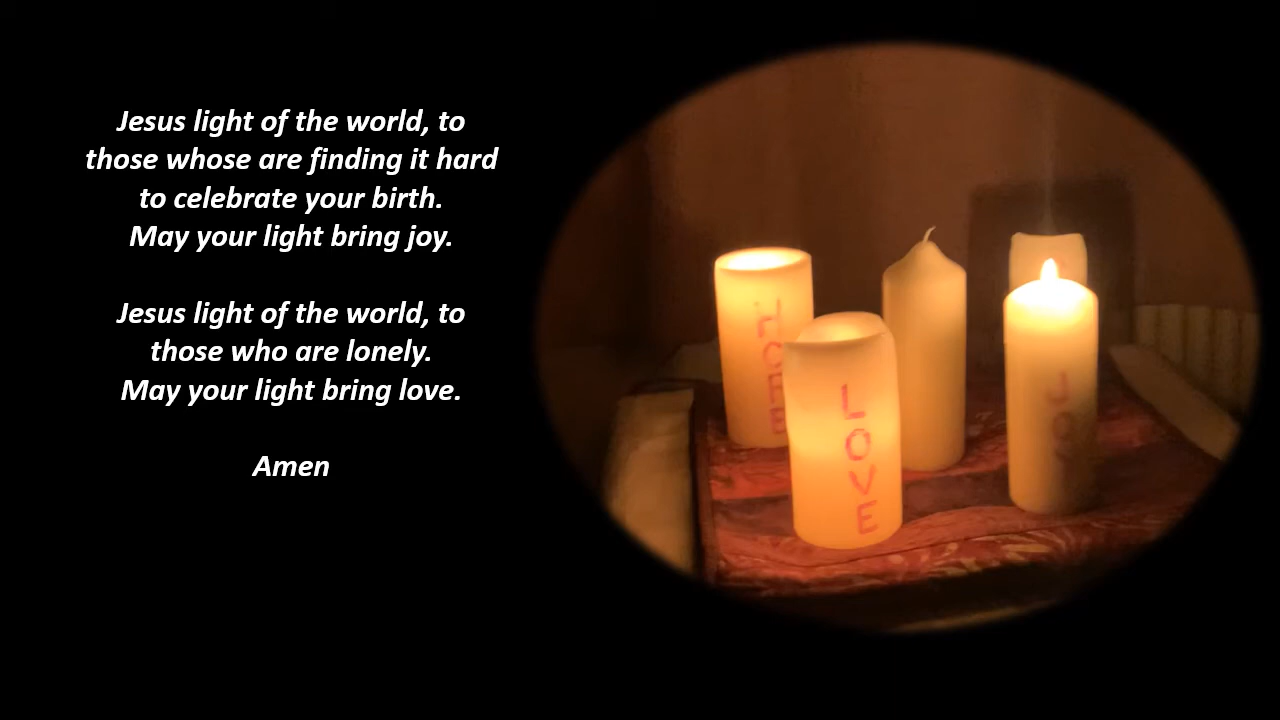 Jesus light of the world, to
those whose are finding it hard
to celebrate your birth.
May your light bring joy.
Jesus light of the world, to
those who are lonely.
May your light bring love.
Amen
HOPE
LOVE
JOY